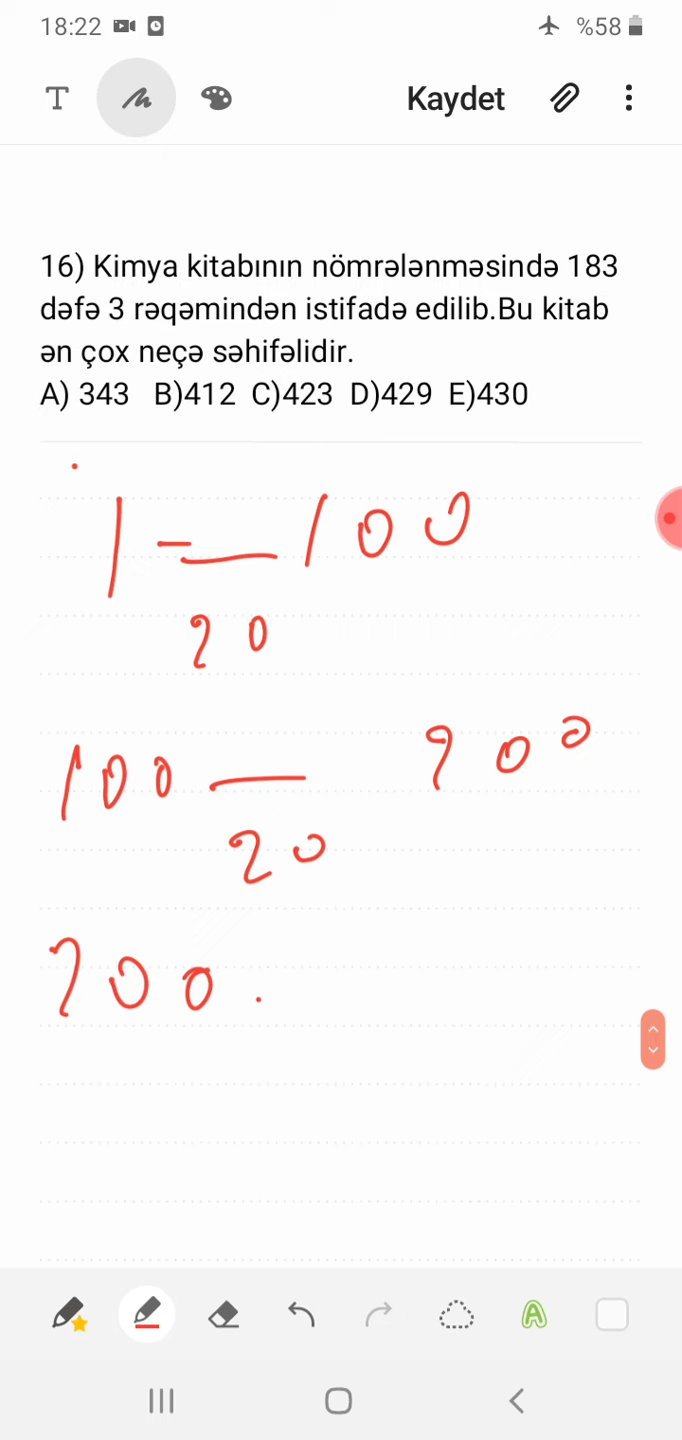 18:22 %58
T Kaydet
16) Kimya kitabının nömrələnməsində 183
dəfə 3 rəqəmindən istifadə edilib.Bu kitab
ən çox neçə səhifəlidir.
A) 343 B)412 C)423 D)429 E)430
1 — 100
20
100 — 200
20
200
A